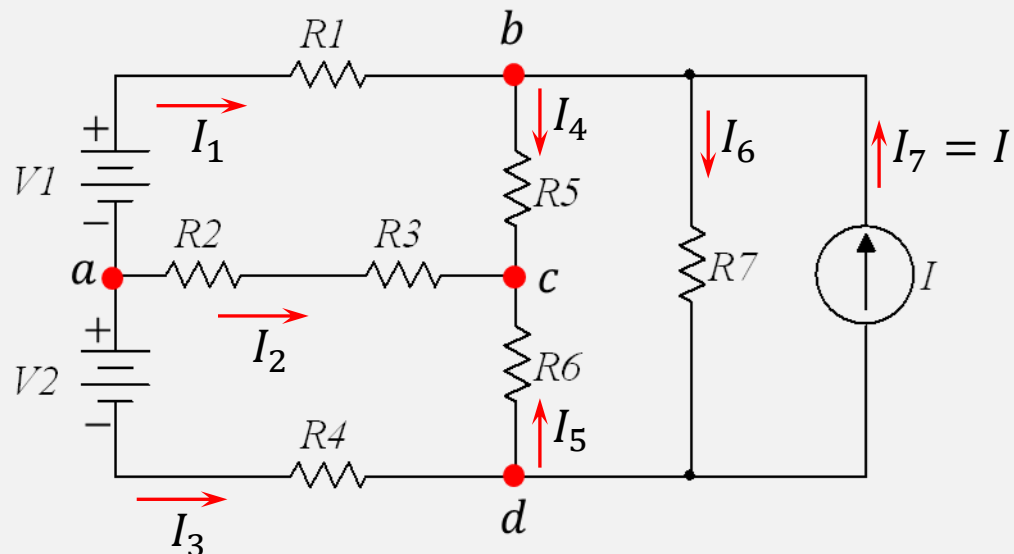 b
R1
I₄
I₆
I₇ = I
+
I₁
V1
R5
−
R2
R3
a
c
R7
I
+
I₂
V2
R6
−
R4
I₅
d
I₃